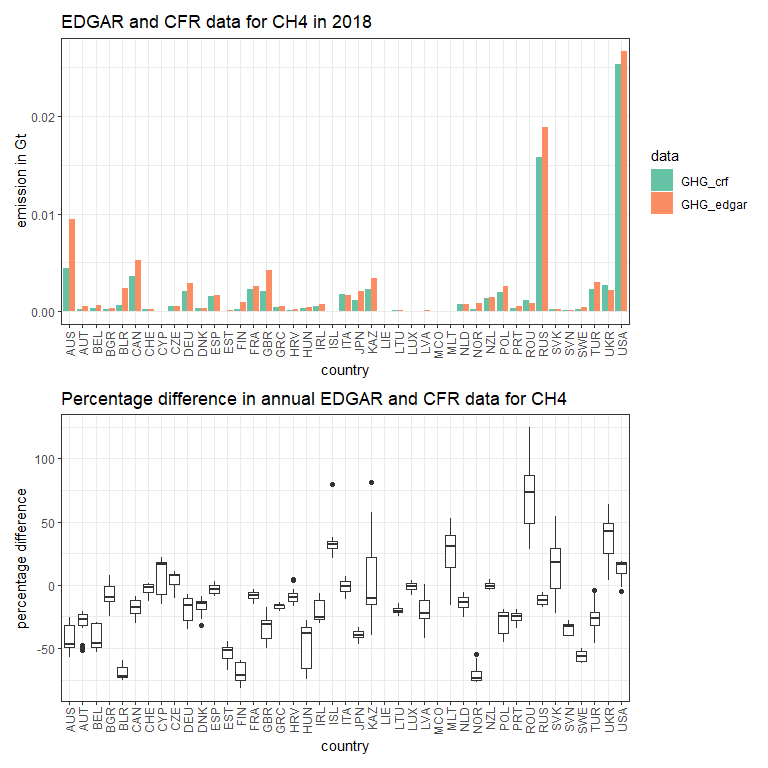 EDGAR and CFR data for CH4 in 2018
emission in Gt
0.02
0.01
0.00
AUS AUT BEL BGR BLR CAN CHE CYP CZE DEU DNK ESP EST FIN FRA GBR GRC HRV HUN IRL ISL ITA JPN KAZ LIE LTU LUX LVA MCO MLT NLD NOR NZL POL PRT ROU RUS SVK SVN SWE TUR UKR USA
country
data
GHG_crf
GHG_edgar
Percentage difference in annual EDGAR and CFR data for CH4
percentage difference
100
50
0
-50
AUS AUT BEL BGR BLR CAN CHE CYP CZE DEU DNK ESP EST FIN FRA GBR GRC HRV HUN IRL ISL ITA JPN KAZ LIE LTU LUX LVA MCO MLT NLD NOR NZL POL PRT ROU RUS SVK SVN SWE TUR UKR USA
country